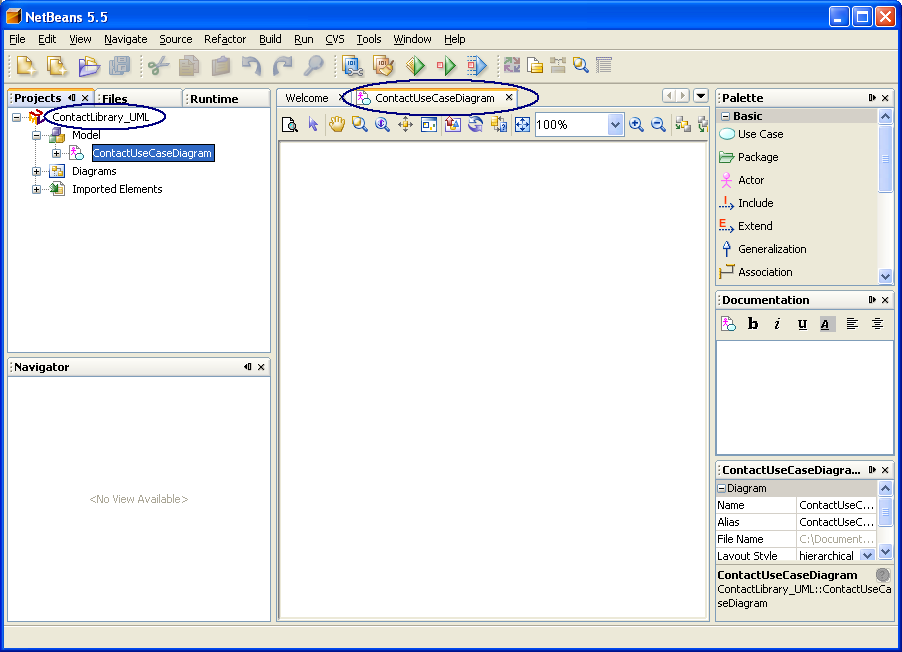 NetBeans 5.5
File Edit View Navigate Source Refactor Build Run CVS Tools Window Help
Projects
Files
Runtime
ContactLibrary_UML
Model
ContactUseCaseDiagram
Diagrams
Imported Elements
Navigator
<No View Available>
Welcome
ContactUseCaseDiagram
100%
Palette
Basic
Use Case
Package
Actor
Include
Extend
Generalization
Association
Documentation
b i u A
ContactUseCaseDiagra...
Diagram
Name ContactUseC...
Alias ContactUseC...
File Name C:\Document...
Layout Style hierarchical
ContactUseCaseDiagram
ContactLibrary_UML::ContactUseCa
seDiagram